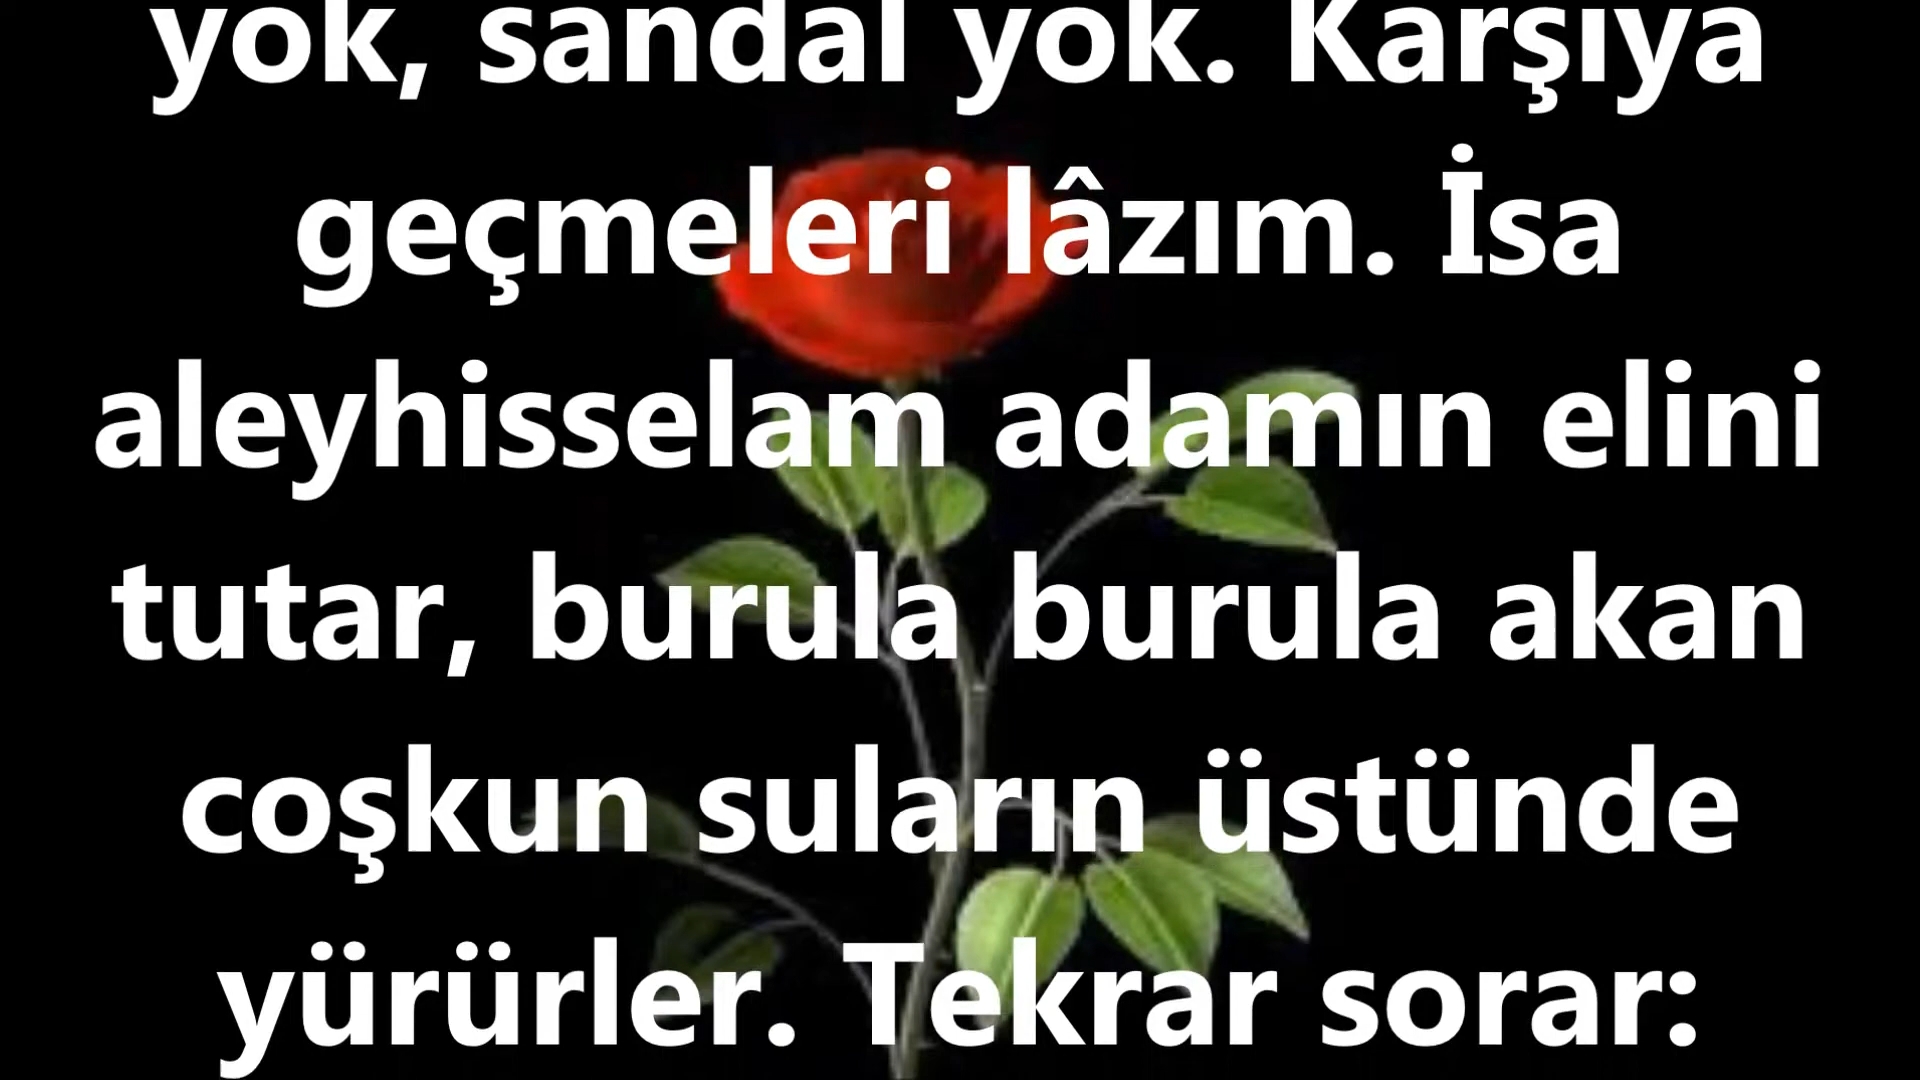 yok, sandal yok. Karşıya
geçmeleri lâzım. İsa
aleyhisselam adamın elini
tutar, burula burula akan
coşkun suların üstünde
yürürler. Tekrar sorar: